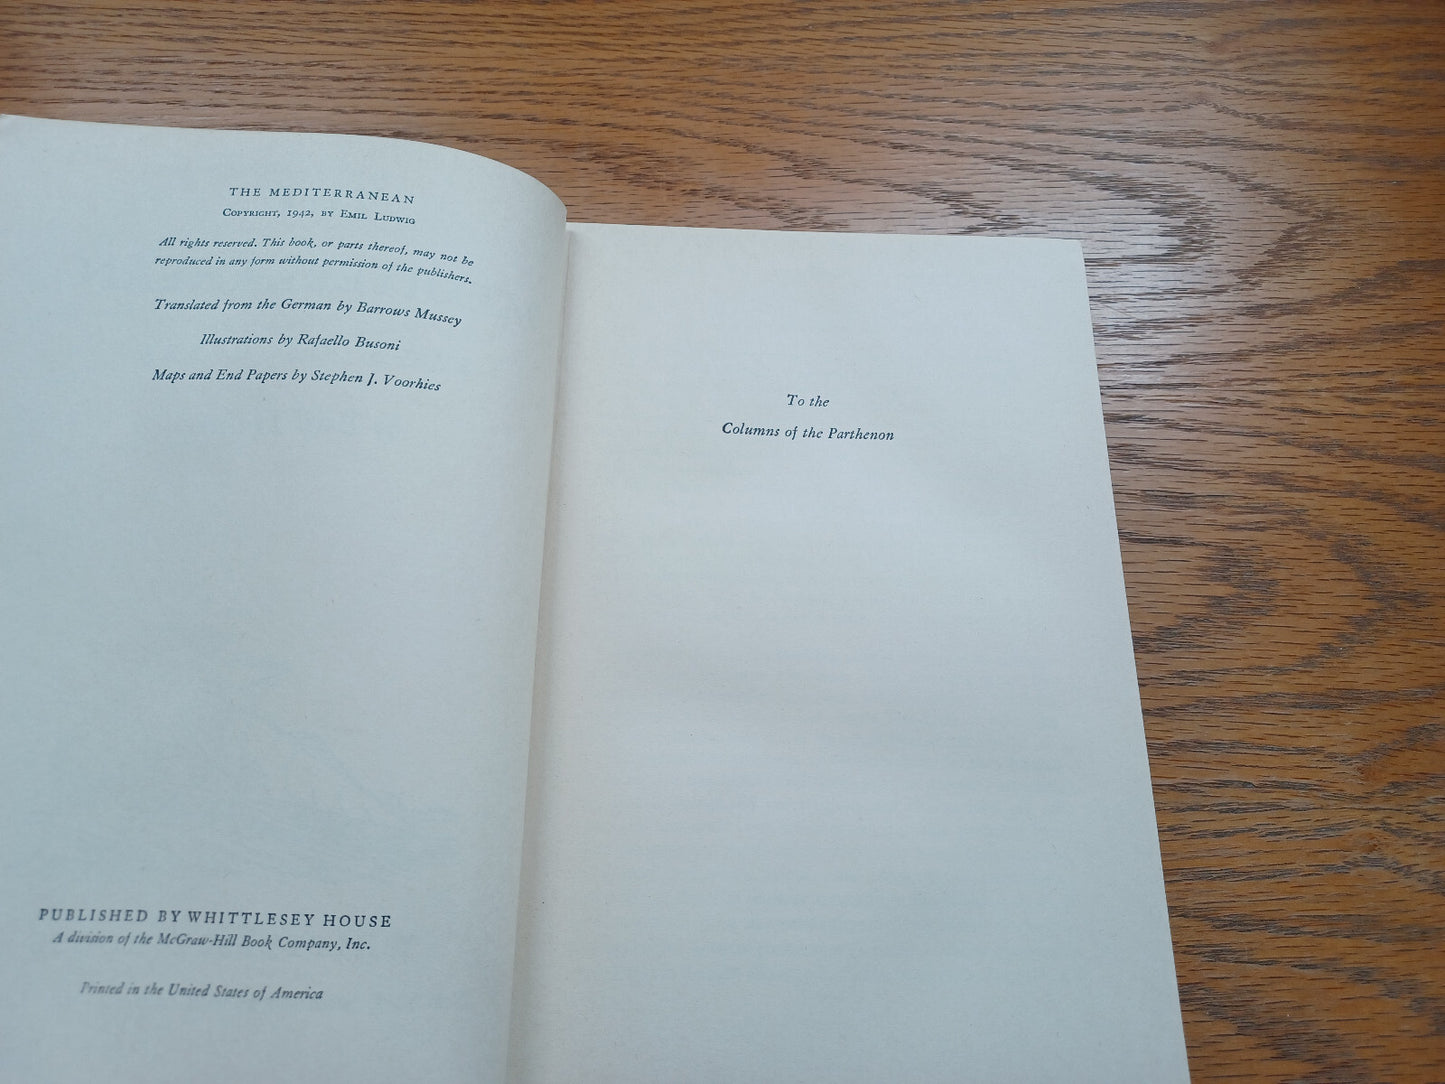 THE MEDITERRANEAN
COPYRIGHT, 1942, BY EMIL LUDWIG
All rights reserved. This book, or parts thereof, may not be
reproduced in any form without permission of the publishers.
Translated from the German by Barrows Mussey
Illustrations by Rafaello Busoni
Maps and End Papers by Stephen J. Voorhies
PUBLISHED BY WHITTLESEY HOUSE
A division of the McGraw-Hill Book Company, Inc.
Printed in the United States of America
To the
Columns of the Parthenon